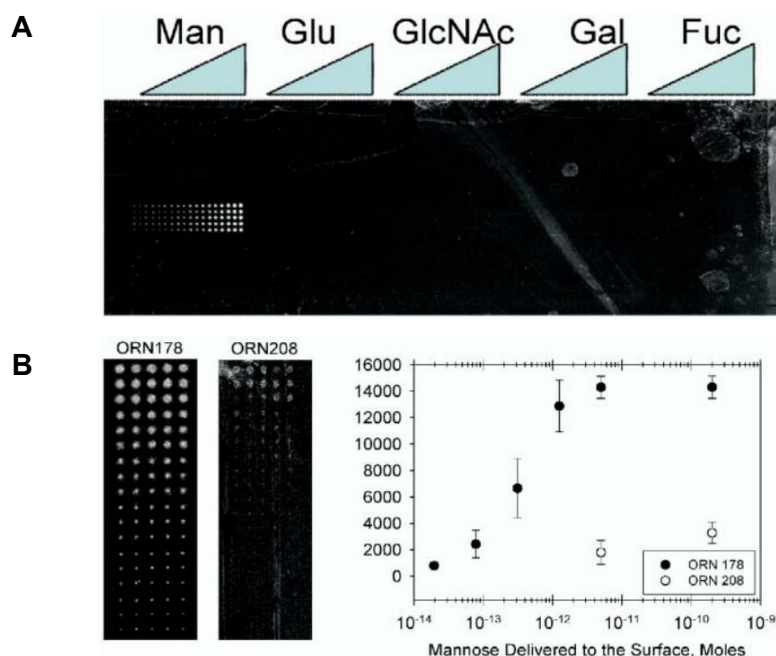 A
Man Glu GlcNAc Gal Fuc
B
ORN178 ORN208
16000
14000
12000
10000
8000
6000
4000
2000
0
ORN 178
ORN 208
10-14 10-13 10-12 10-11 10-10 10-9
Mannose Delivered to the Surface, Moles